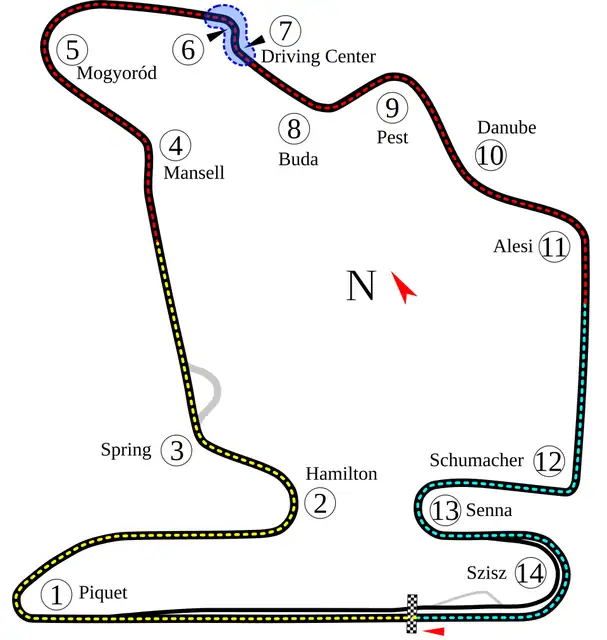 7
5
6
Driving Center
Mogyoród
9
8
Danube
Pest
4
10
Buda
Mansell
Alesi 11
N
Spring 3
Schumacher 12
Hamilton
2
13 Senna
Szisz 14
1 Piquet